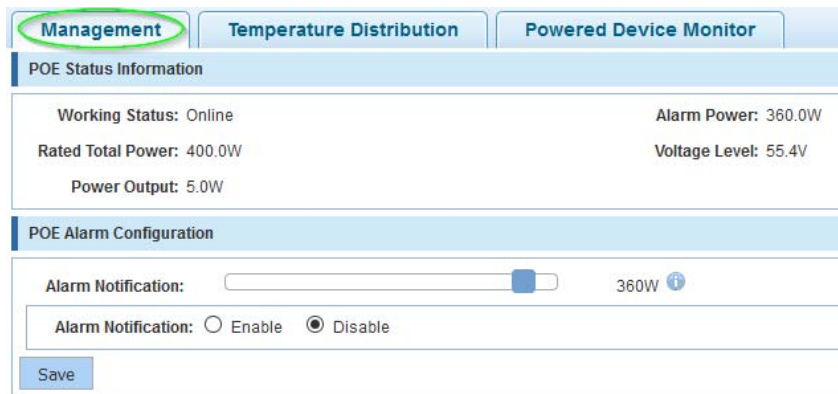 Management Temperature Distribution Powered Device Monitor
POE Status Information
Working Status: Online Alarm Power: 360.0W
Rated Total Power: 400.0W Voltage Level: 55.4V
Power Output: 5.0W
POE Alarm Configuration
Alarm Notification: 360W
Alarm Notification: Enable Disable
Save